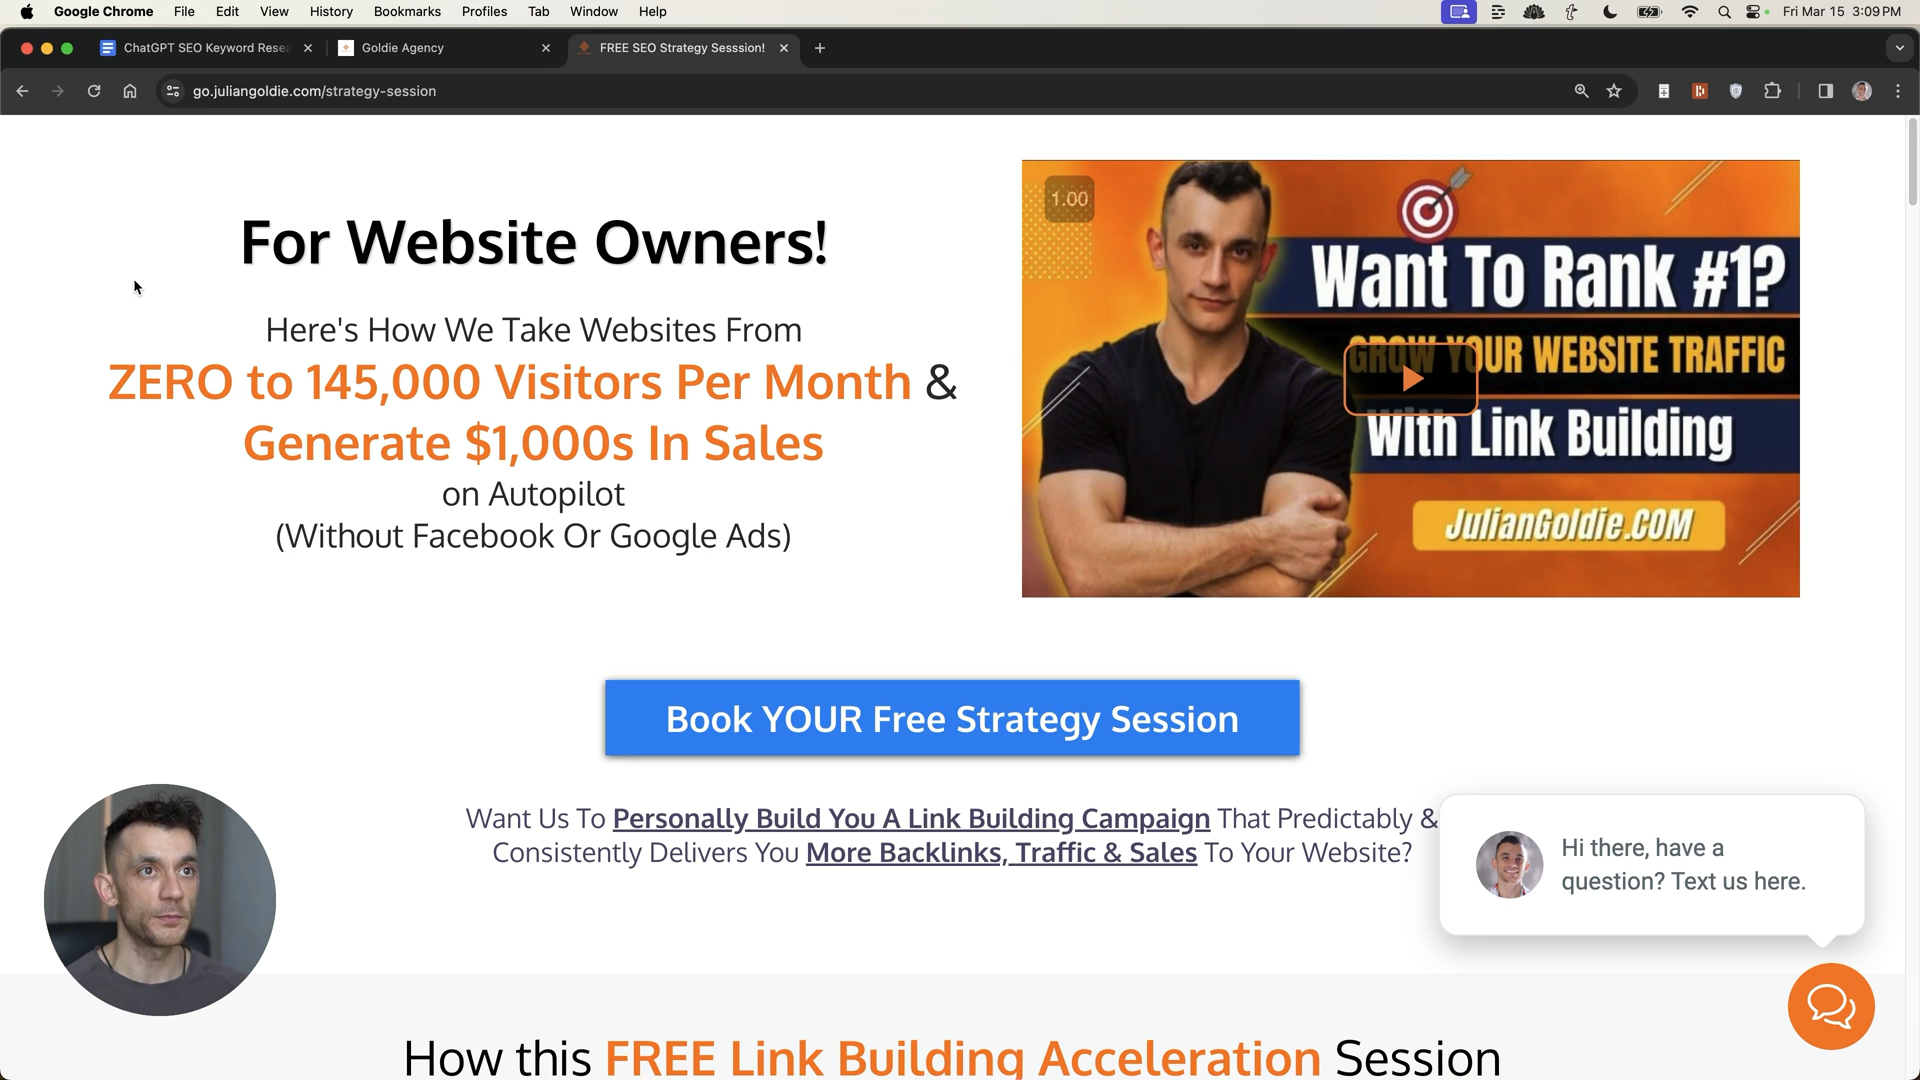 Google Chrome File Edit View History Bookmarks Profiles Tab Window Help Fri Mar 15 3:09 PM
ChatGPT SEO Keyword Resea Goldie Agency FREE SEO Strategy Sesssion!
go.juliangoldie.com/strategy-session
For Website Owners!
Here's How We Take Websites From
ZERO to 145,000 Visitors Per Month &
Generate $1,000s In Sales
on Autopilot
(Without Facebook Or Google Ads)
1.00
Want To Rank #1?
GROW YOUR WEBSITE TRAFFIC
With Link Building
JulianGoldie.COM
Book YOUR Free Strategy Session
Want Us To Personally Build You A Link Building Campaign That Predictably &
Consistently Delivers You More Backlinks, Traffic & Sales To Your Website?
Hi there, have a
question? Text us here.
How this FREE Link Building Acceleration Session